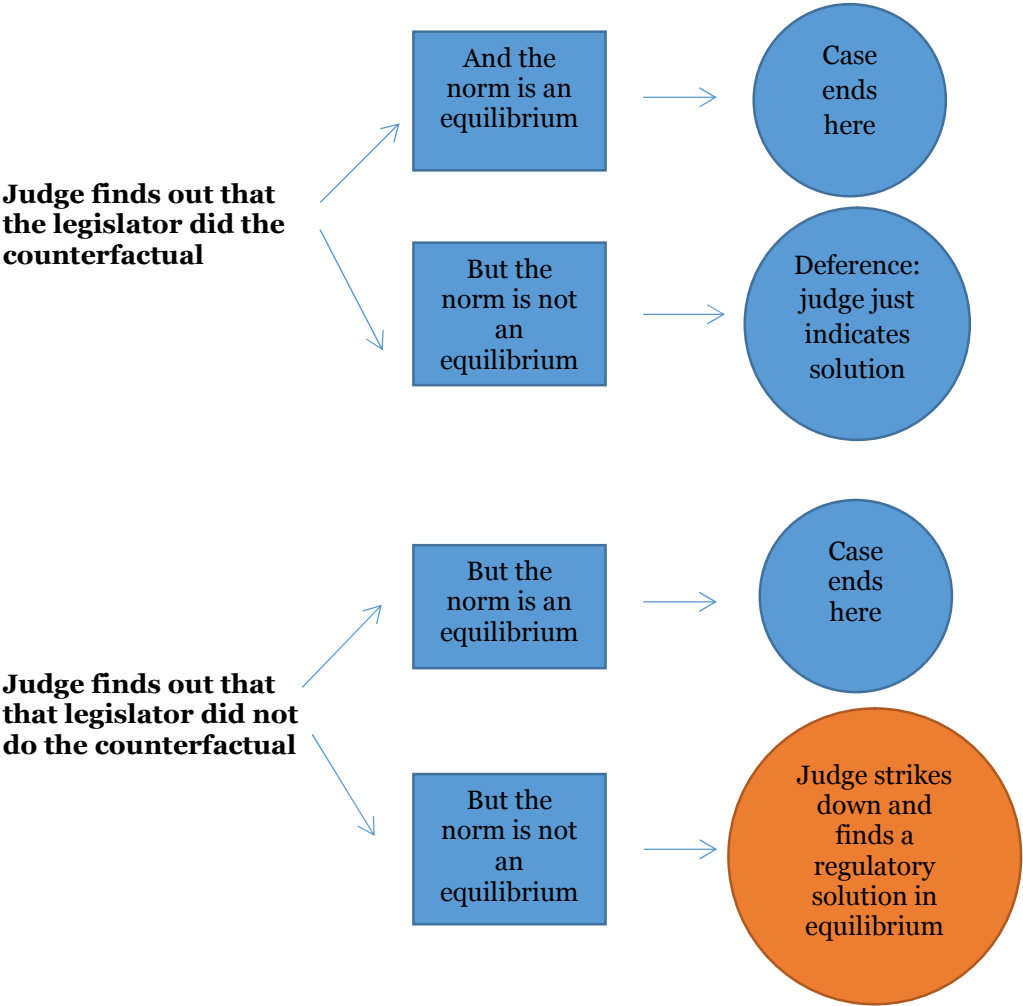 And the
norm is an
equilibrium
Case
ends
here
Judge finds out that
the legislator did the
counterfactual
But the
norm is not
an
equilibrium
Deference:
judge just
indicates
solution
But the
norm is an
equilibrium
Case
ends
here
Judge finds out that
that legislator did not
do the counterfactual
But the
norm is not
an
equilibrium
Judge strikes
down and
finds a
regulatory
solution in
equilibrium